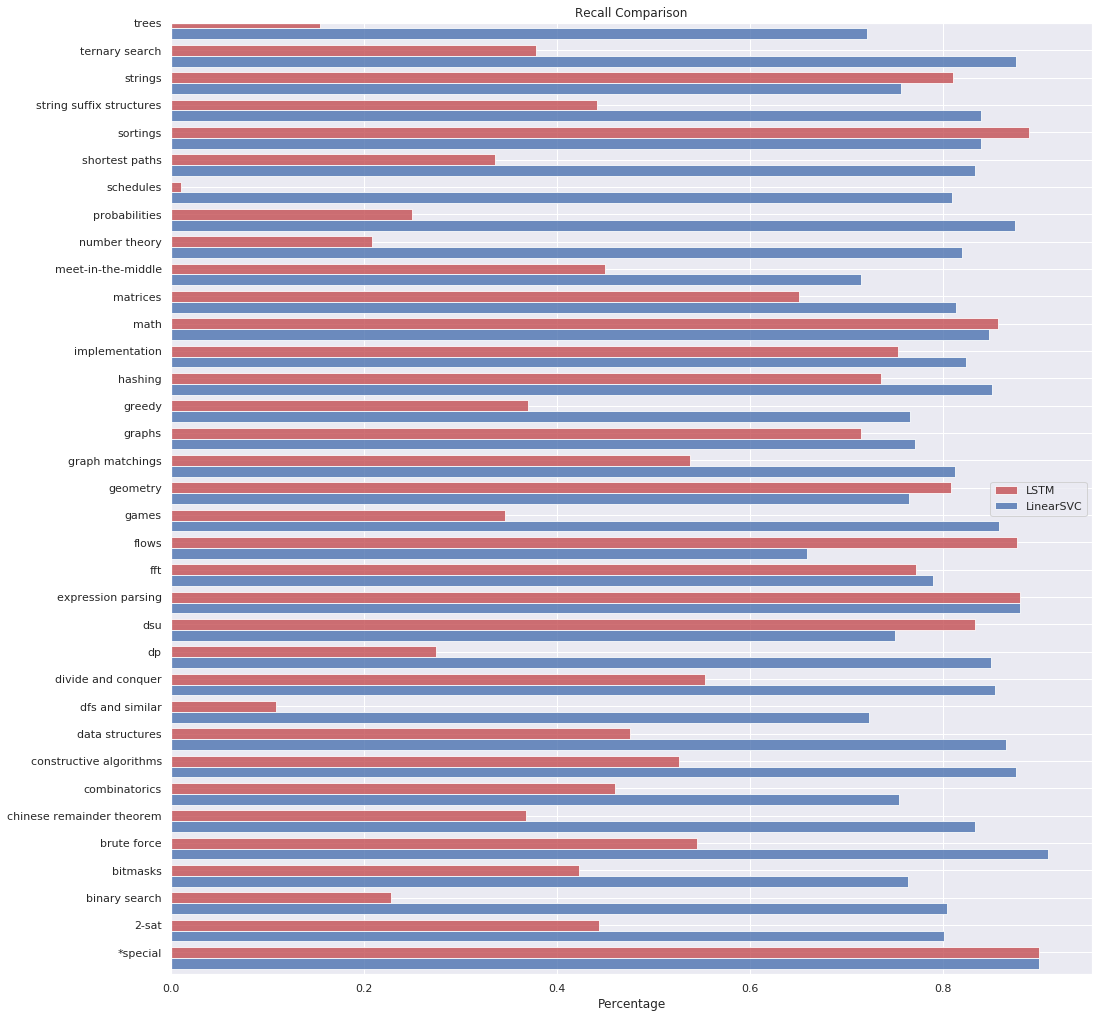 Recall Comparison
trees
ternary search
strings
string suffix structures
sortings
shortest paths
schedules
probabilities
number theory
meet-in-the-middle
matrices
math
implementation
hashing
greedy
graphs
graph matchings
geometry
games
flows
fft
expression parsing
dsu
dp
divide and conquer
dfs and similar
data structures
constructive algorithms
combinatorics
chinese remainder theorem
brute force
bitmasks
binary search
2-sat
*special
LSTM
LinearSVC
0.0 0.2 0.4 0.6 0.8
Percentage